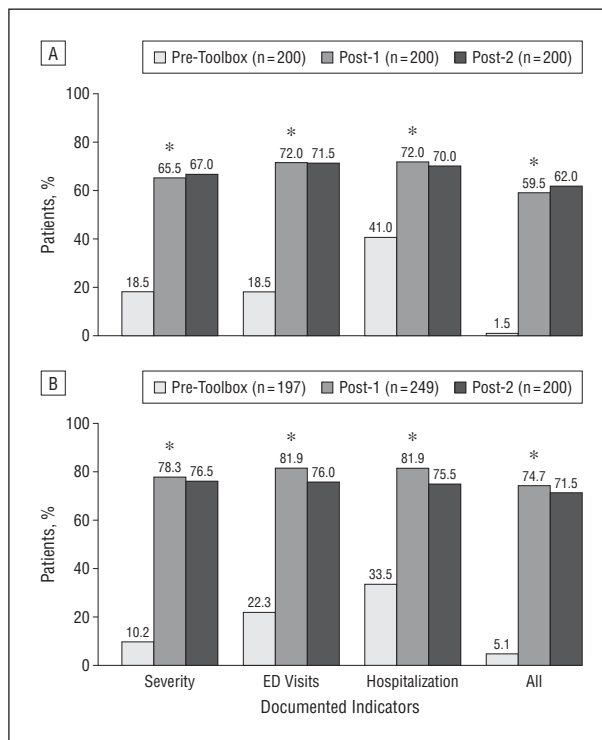 A
Pre-Toolbox (n=200) Post-1 (n=200) Post-2 (n=200)
100
80
60
40
20
0
Patients, %
* * * *
18.5 65.5 67.0 18.5 72.0 71.5 41.0 72.0 70.0 1.5 59.5 62.0
B
Pre-Toolbox (n=197) Post-1 (n=249) Post-2 (n=200)
100
80
60
40
20
0
Patients, %
* * * *
10.2 78.3 76.5 22.3 81.9 76.0 33.5 81.9 75.5 5.1 74.7 71.5
Severity ED Visits Hospitalization All
Documented Indicators